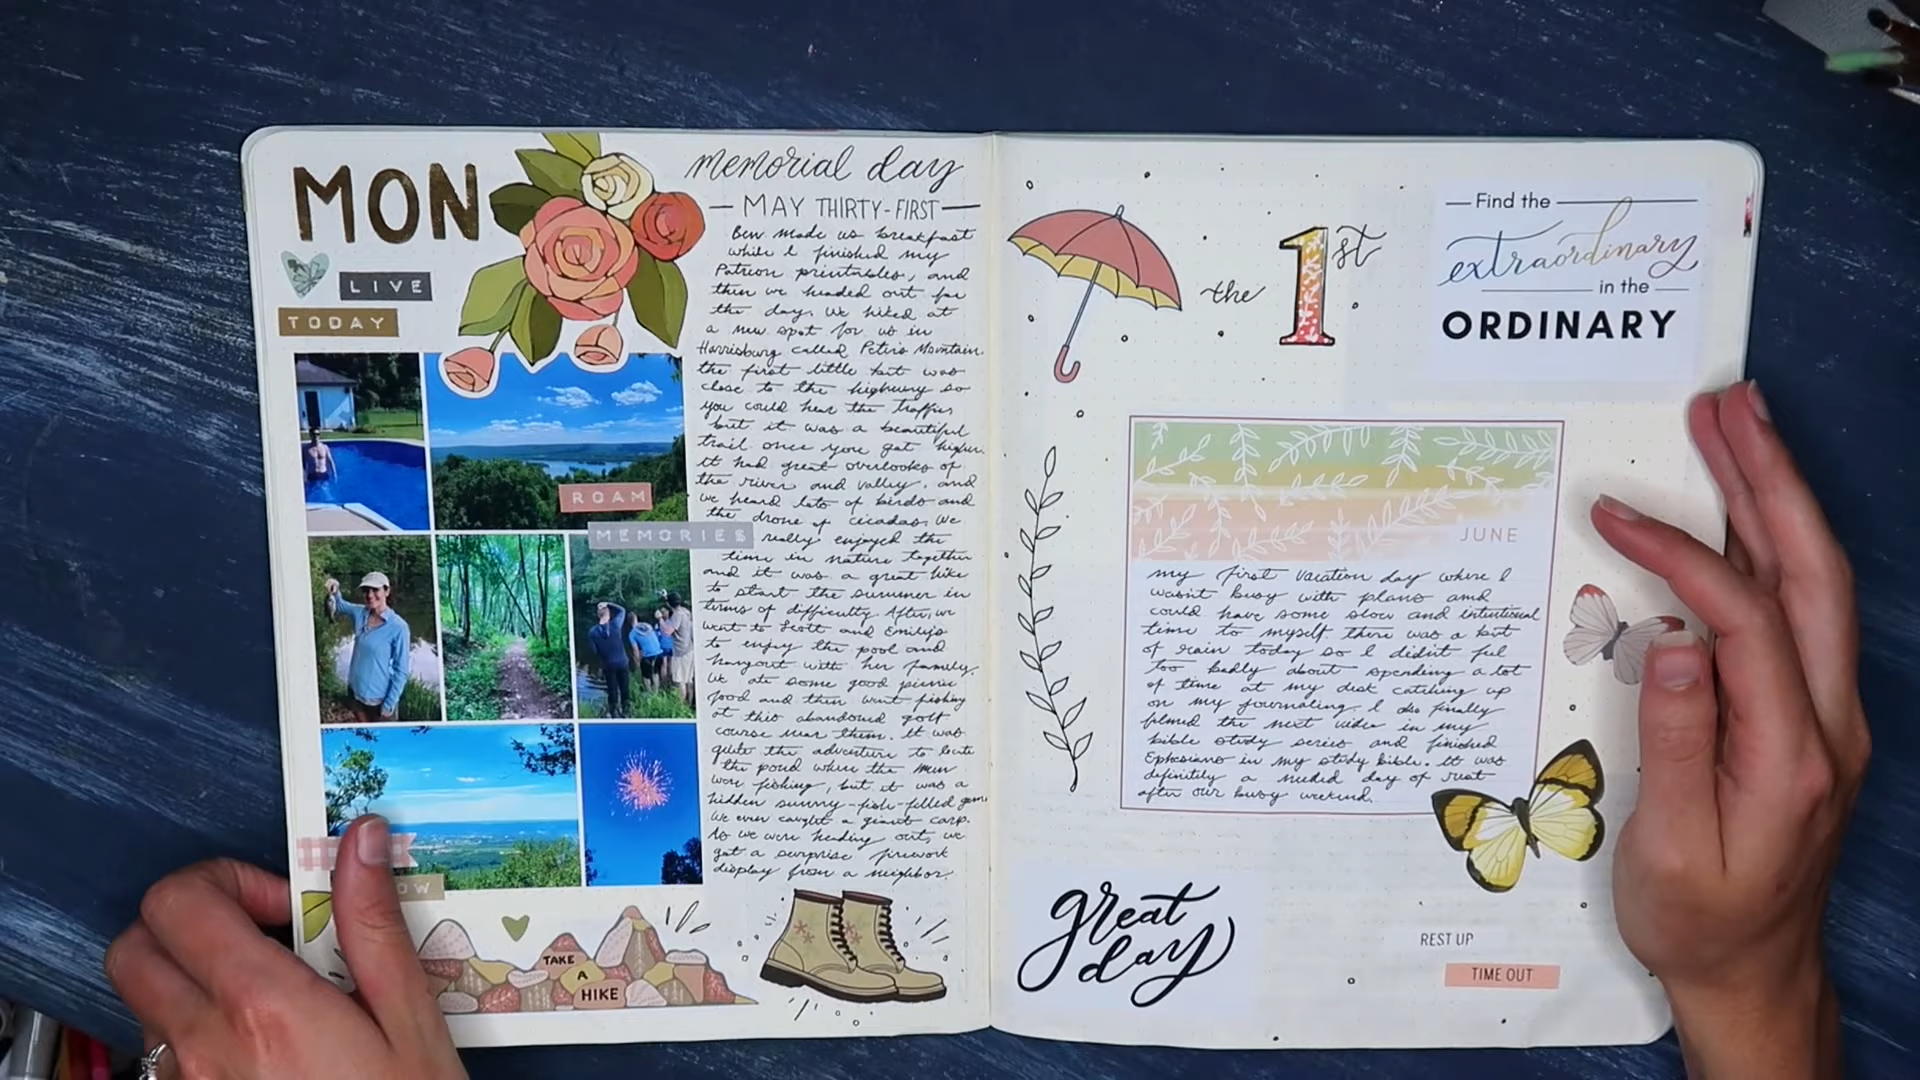 MON
LIVE
TODAY
ROAM
MEMORIES
OW
TAKE
A
HIKE
memorial day
MAY THIRTY-FIRST
Ben made us breakfast
while I finished my
Patreon printables, and
then we headed out for
the day. We hiked at
a new spot for us in
Harrisburg called Peters Mountain.
the first little bit was
close to the highway so
you could hear the traffic,
but it was a beautiful
trail once you got higher.
It had great overlooks of
the river and valley, and
we heard lots of birds and
the drone of cicadas. We
really enjoyed the
time in nature together
and it was a great hike
to start the summer in
terms of difficulty. After, we
went to Scott and Emily's
to enjoy the pool and
hangout with her family.
We ate some good picnic
food and then went fishing
at this abandoned golf
course near them. It was
quite the adventure to locate
the pond where the men
were fishing, but it was a
hidden sunny-fish-filled gem.
We even caught a giant carp.
As we were heading out, we
got a surprise firework
display from a neighbor.
the 1st
Find the
extraordinary
in the
ORDINARY
JUNE
my first vacation day where I
wasn't busy with plans and
could have some slow and intentional
time to myself. there was a bit
of rain today so I didn't feel
too badly about spending a lot
of time at my desk catching up
on my journaling. I also finally
filmed the next video in my
bible study series and finished
Ephesians in my study bible. It was
definitely a needed day of rest
after our busy weekend.
great
day
REST UP
TIME OUT